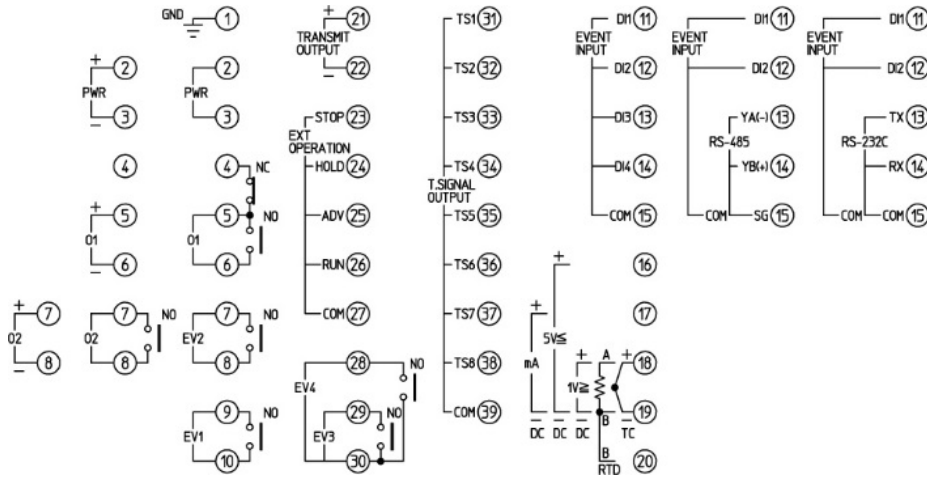 GND 1
+ 2
PWR
- 3
2
PWR
3
4
4 NC
+ 5
O1
- 6
5 NO
O1
6
+ 7
O2
- 8
7 NO
O2
8
7 NO
EV2
8
9 NO
EV1
10
+ 21
TRANSMIT
OUTPUT
- 22
STOP 23
EXT
OPERATION
HOLD 24
ADV 25
RUN 26
COM 27
28 NO
EV4
29 NO
EV3
30
TS1 31
TS2 32
TS3 33
TS4 34
T.SIGNAL
OUTPUT
TS5 35
TS6 36
TS7 37
TS8 38
COM 39
DI1 11
EVENT
INPUT
DI2 12
DI3 13
DI4 14
COM 15
DI1 11
EVENT
INPUT
DI2 12
YA(-) 13
RS-485
YB(+) 14
COM SG 15
DI1 11
EVENT
INPUT
DI2 12
TX 13
RS-232C
RX 14
COM COM 15
+ 16
+ 17
5V≦
mA
+ A + 18
1V≧
- - - B - 19
DC DC DC TC
B
RTD 20